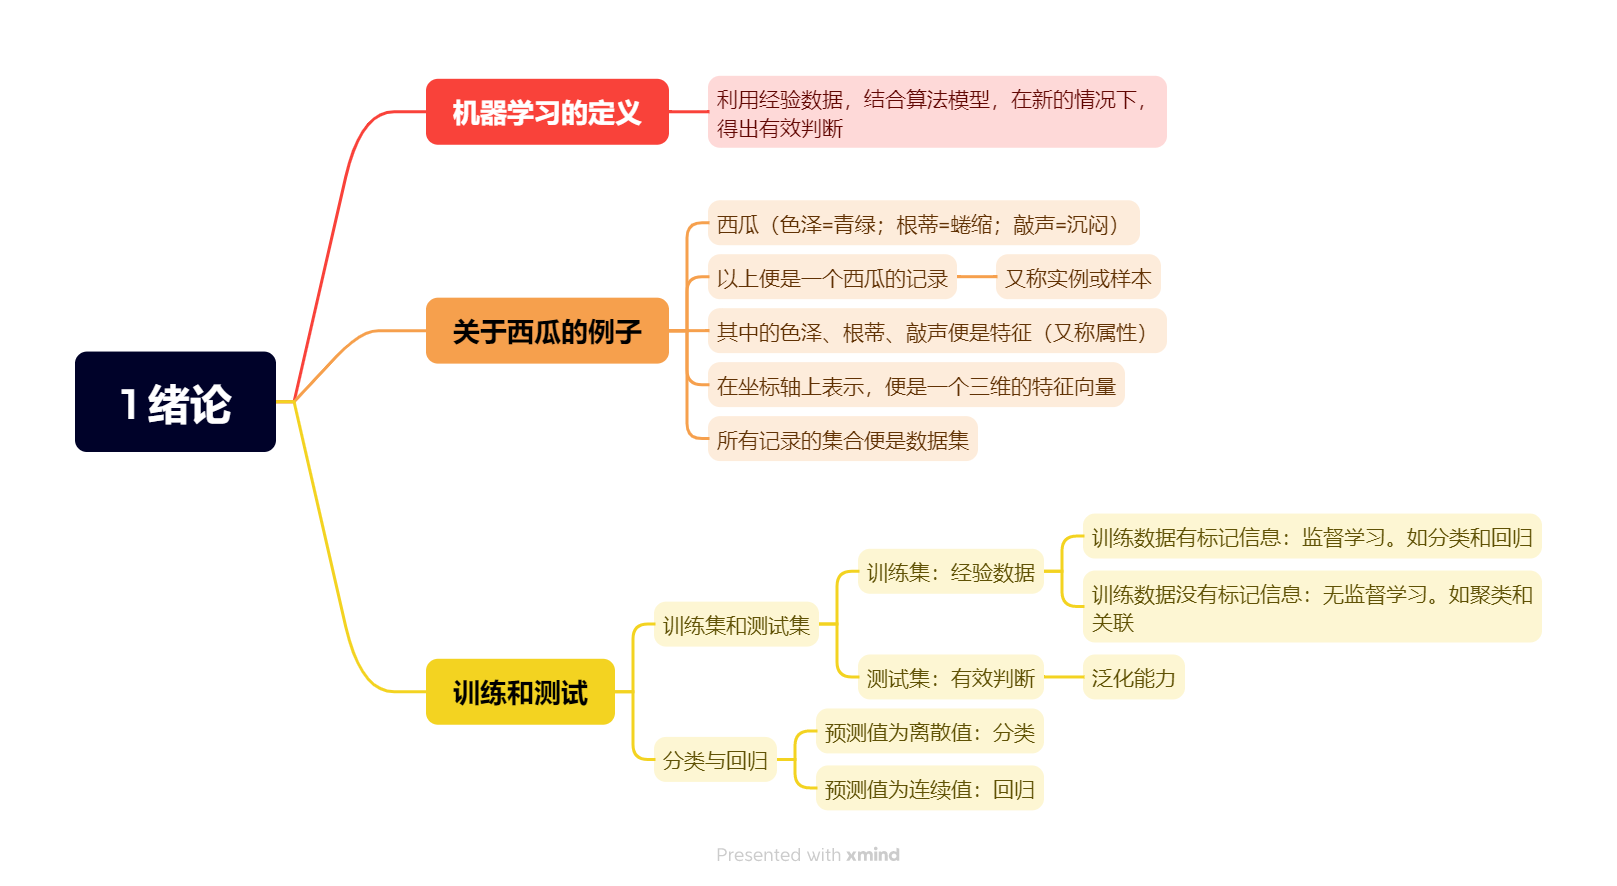 1 绪论
机器学习的定义
利用经验数据，结合算法模型，在新的情况下，
得出有效判断
关于西瓜的例子
西瓜（色泽=青绿；根蒂=蜷缩；敲声=沉闷）
以上便是一个西瓜的记录
又称实例或样本
其中的色泽、根蒂、敲声便是特征（又称属性）
在坐标轴上表示，便是一个三维的特征向量
所有记录的集合便是数据集
训练和测试
训练集和测试集
训练集：经验数据
训练数据有标记信息：监督学习。如分类和回归
训练数据没有标记信息：无监督学习。如聚类和
关联
测试集：有效判断
泛化能力
分类与回归
预测值为离散值：分类
预测值为连续值：回归
Presented with xmind